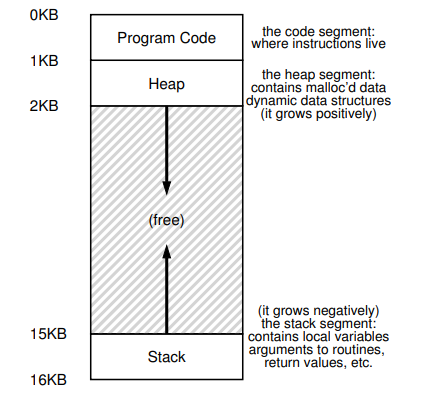 0KB
Program Code
the code segment:
where instructions live
1KB
Heap
the heap segment:
contains malloc'd data
dynamic data structures
(it grows positively)
2KB
(free)
(it grows negatively)
the stack segment:
contains local variables
arguments to routines,
return values, etc.
15KB
Stack
16KB